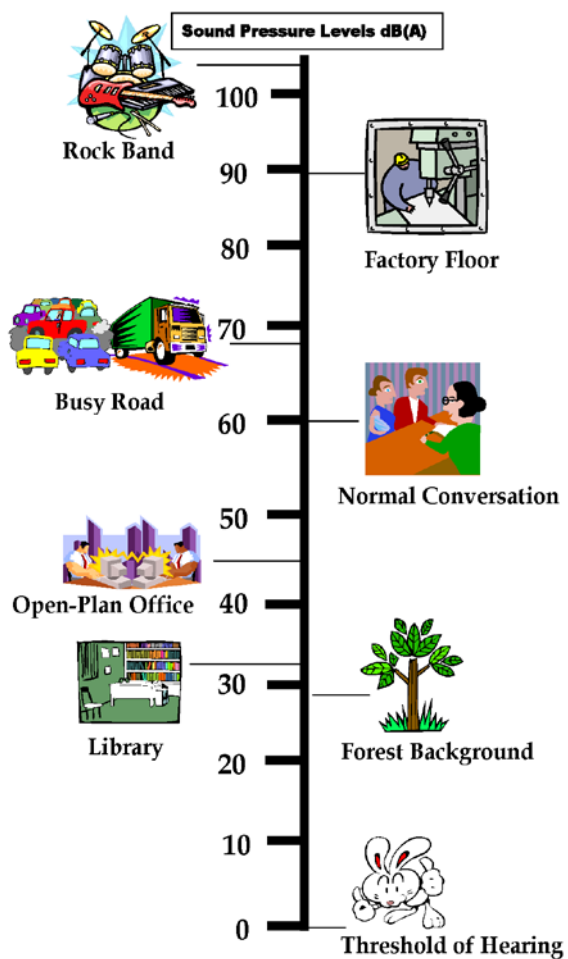 Sound Pressure Levels dB(A)
100
Rock Band
90
Factory Floor
80
70
Busy Road
60
Normal Conversation
50
Open-Plan Office
40
30
Library
Forest Background
20
10
0
Threshold of Hearing